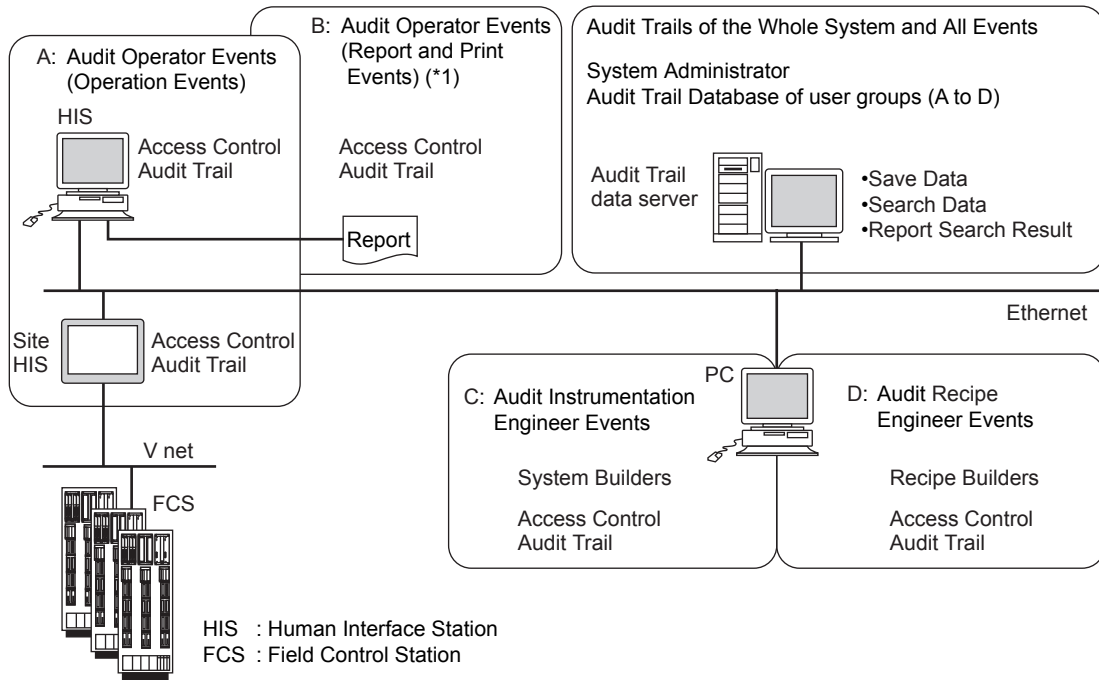 A: Audit Operator Events
(Operation Events)
HIS
Access Control
Audit Trail
B: Audit Operator Events
(Report and Print
Events) (*1)
Access Control
Audit Trail
Report
Audit Trails of the Whole System and All Events
System Administrator
Audit Trail Database of user groups (A to D)
Audit Trail
data server
•Save Data
•Search Data
•Report Search Result
Ethernet
Site
HIS
Access Control
Audit Trail
V net
FCS
PC
C: Audit Instrumentation
Engineer Events
System Builders
Access Control
Audit Trail
D: Audit Recipe
Engineer Events
Recipe Builders
Access Control
Audit Trail
HIS : Human Interface Station
FCS : Field Control Station